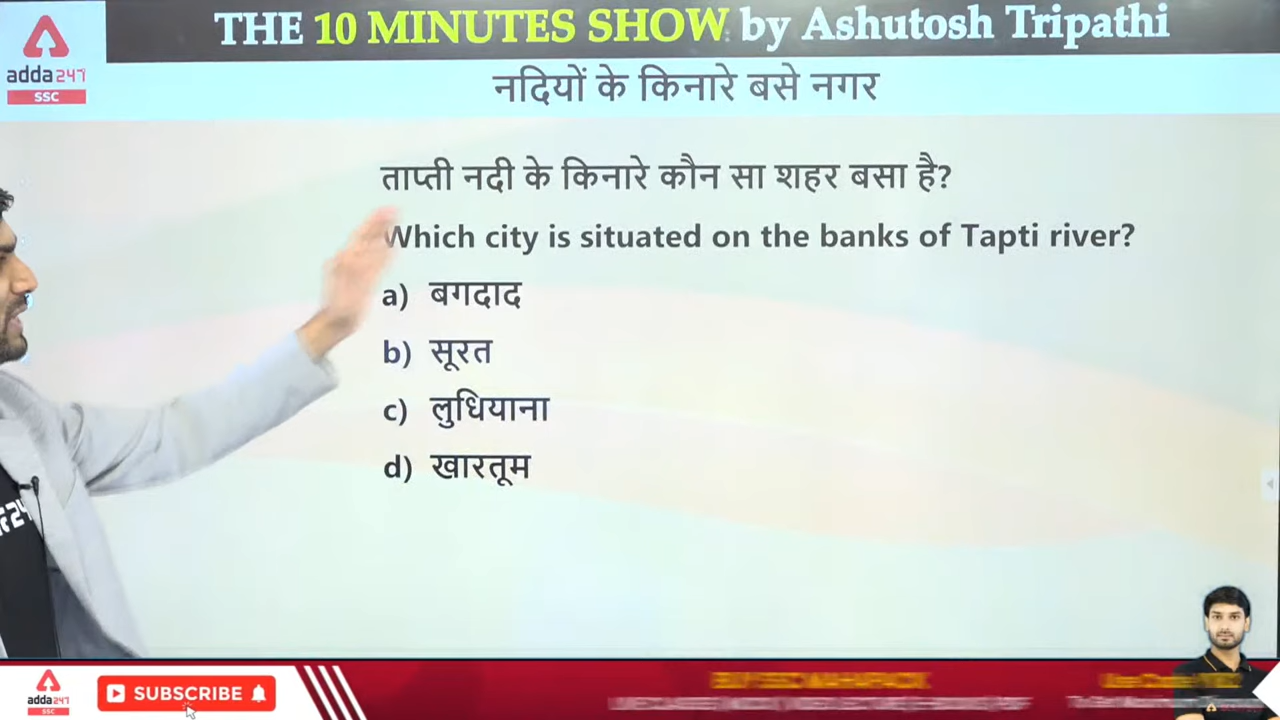 THE 10 MINUTES SHOW by Ashutosh Tripathi
adda247
SSC
नदियों के किनारे बसे नगर
ताप्ती नदी के किनारे कौन सा शहर बसा है?
Which city is situated on the banks of Tapti river?
a) बगदाद
b) सूरत
c) लुधियाना
d) खारतूम
adda247
SSC
SUBSCRIBE